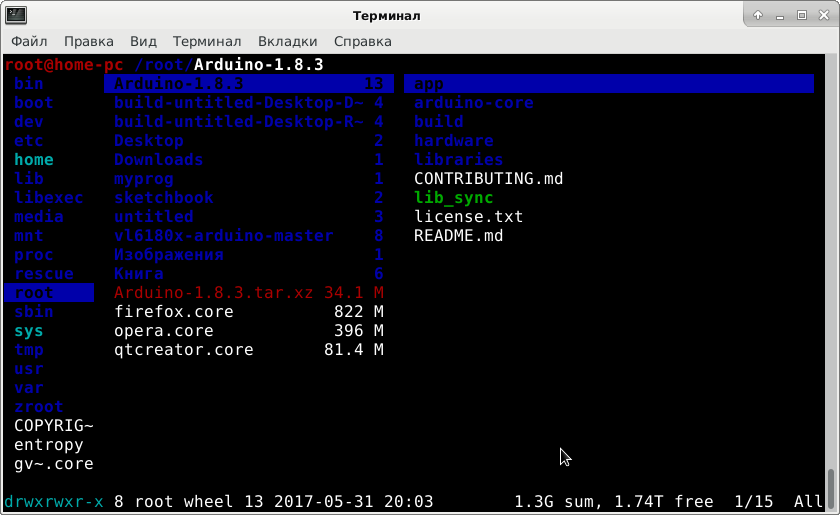 Терминал
Файл Правка Вид Терминал Вкладки Справка
root@home-pc /root/Arduino-1.8.3
bin Arduino-1.8.3 13 app
boot build-untitled-Desktop-D~ 4 arduino-core
dev build-untitled-Desktop-R~ 4 build
etc Desktop 2 hardware
home Downloads 1 libraries
lib myprog 1 CONTRIBUTING.md
libexec sketchbook 2 lib_sync
media untitled 3 license.txt
mnt vl6180x-arduino-master 8 README.md
proc Изображения 1
rescue Книга 6
root Arduino-1.8.3.tar.xz 34.1 M
sbin firefox.core 822 M
sys opera.core 396 M
tmp qtcreator.core 81.4 M
usr
var
zroot
COPYRIG~
entropy
gv~.core
drwxrwxr-x 8 root wheel 13 2017-05-31 20:03 1.3G sum, 1.74T free 1/15 All